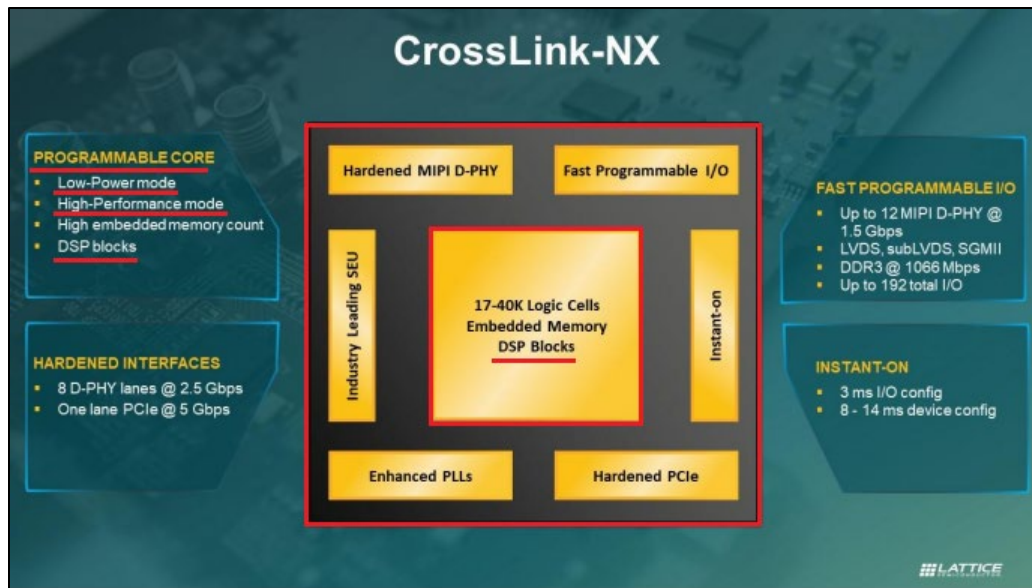 CrossLink-NX
PROGRAMMABLE CORE
Low-Power mode
High-Performance mode
High embedded memory count
DSP blocks
HARDENED INTERFACES
8 D-PHY lanes @ 2.5 Gbps
One lane PCIe @ 5 Gbps
Hardened MIPI D-PHY
Fast Programmable I/O
Industry Leading SEU
17-40K Logic Cells
Embedded Memory
DSP Blocks
Instant-on
Enhanced PLLs
Hardened PCIe
FAST PROGRAMMABLE I/O
Up to 12 MIPI D-PHY @
1.5 Gbps
LVDS, subLVDS, SGMII
DDR3 @ 1066 Mbps
Up to 192 total I/O
INSTANT-ON
3 ms I/O config
8 - 14 ms device config
LATTICE
SEMICONDUCTOR